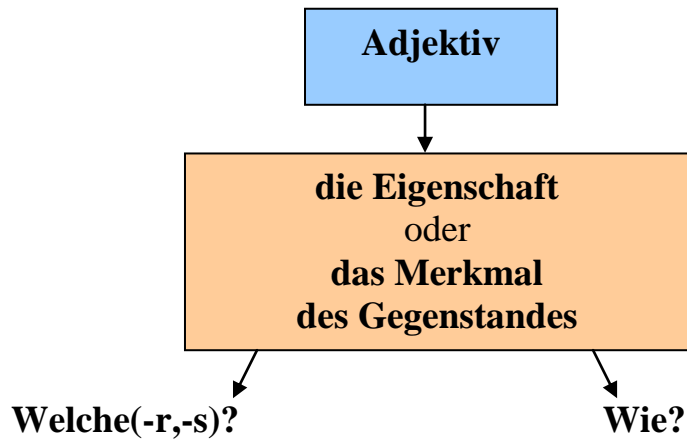 Adjektiv
die Eigenschaft
oder
das Merkmal
des Gegenstandes
Welche(-r,-s)? Wie?